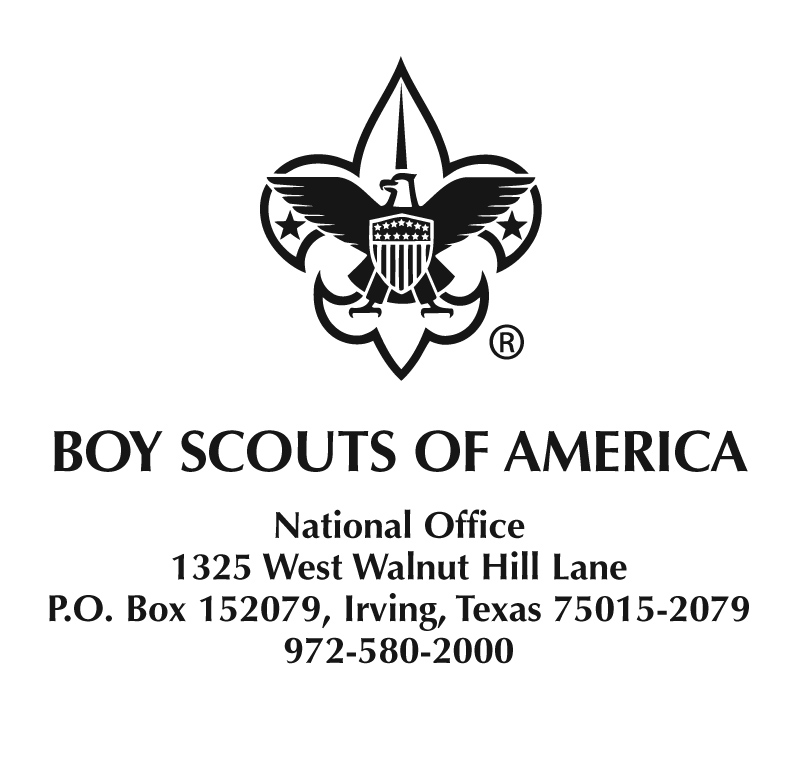 ®
BOY SCOUTS OF AMERICA
National Office
1325 West Walnut Hill Lane
P.O. Box 152079, Irving, Texas 75015-2079
972-580-2000